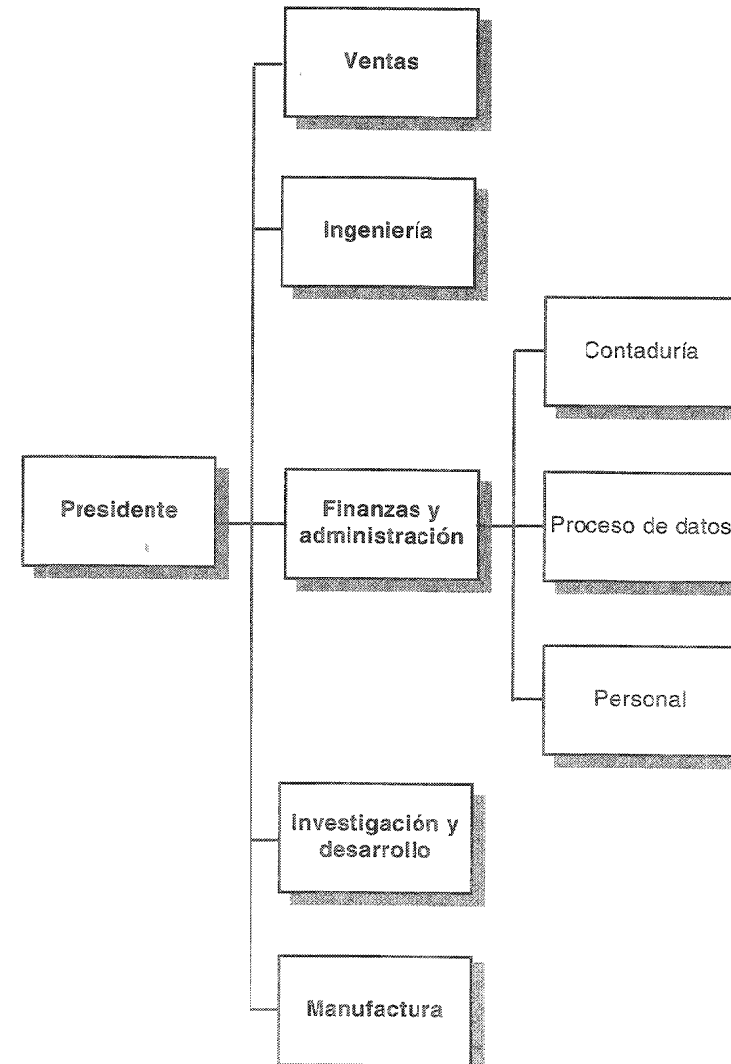 Ventas
Ingeniería
Contaduría
Presidente
Finanzas y
administración
Proceso de datos
Personal
Investigación y
desarrollo
Manufactura